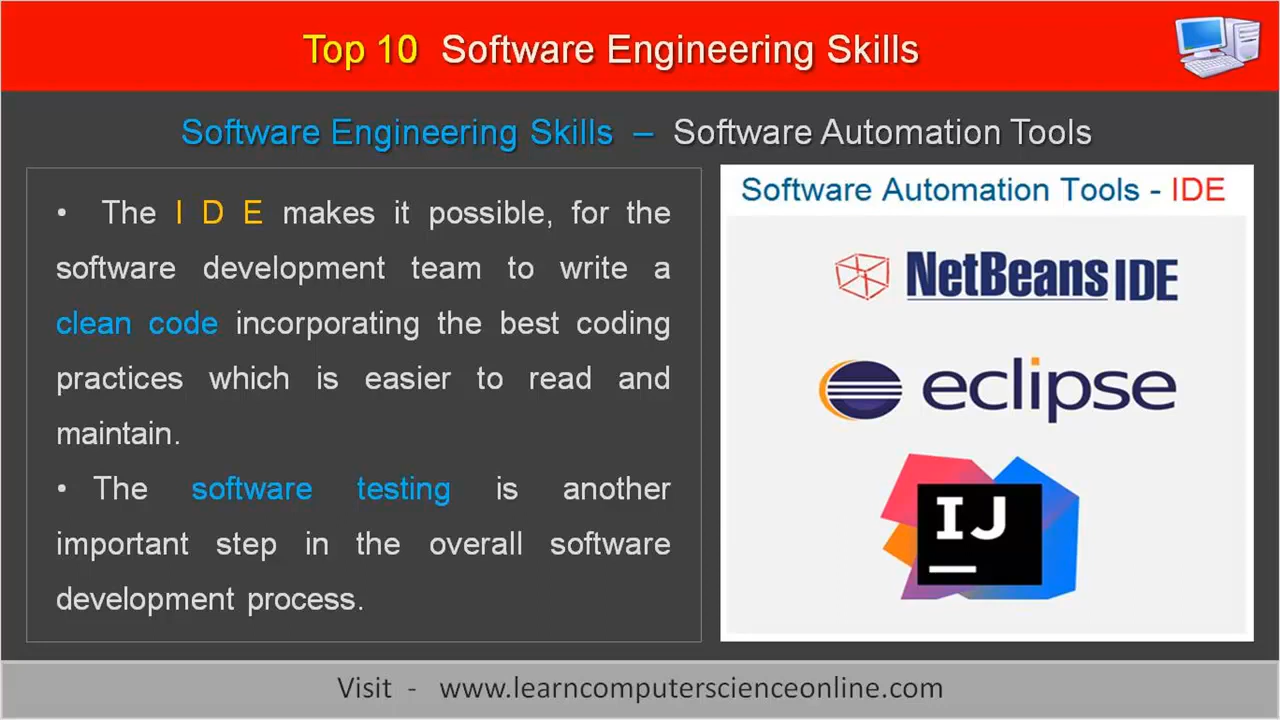 Top 10 Software Engineering Skills
Software Engineering Skills – Software Automation Tools
• The I D E makes it possible, for the
software development team to write a
clean code incorporating the best coding
practices which is easier to read and
maintain.
• The software testing is another
important step in the overall software
development process.
Software Automation Tools - IDE
NetBeans IDE
eclipse
IJ
Visit - www.learncomputerscienceonline.com